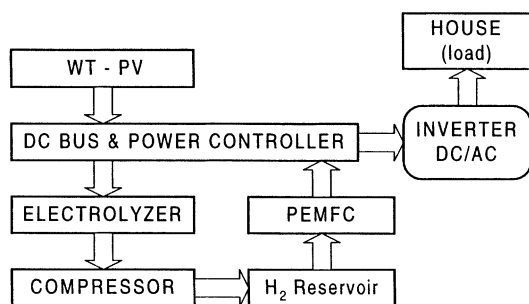 HOUSE
(load)
WT - PV
DC BUS & POWER CONTROLLER
INVERTER
DC/AC
ELECTROLYZER
PEMFC
COMPRESSOR
H₂ Reservoir